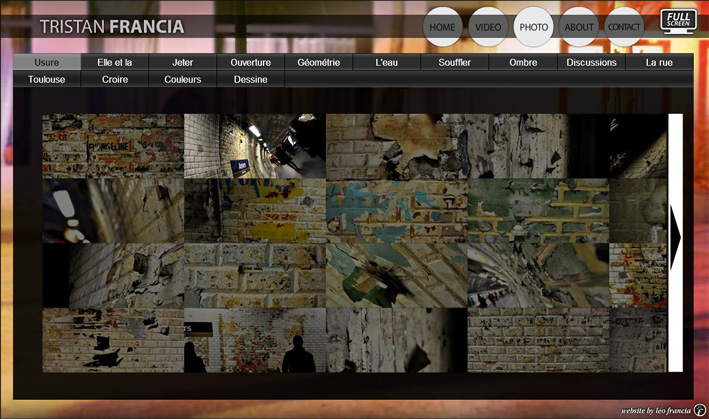 TRISTAN FRANCIA
HOME VIDEO PHOTO ABOUT CONTACT
FULL
SCREEN
Usure Elle et la Jeter Ouverture Géométrie L'eau Souffler Ombre Discussions La rue
Toulouse Croire Couleurs Dessine
website by léo francia